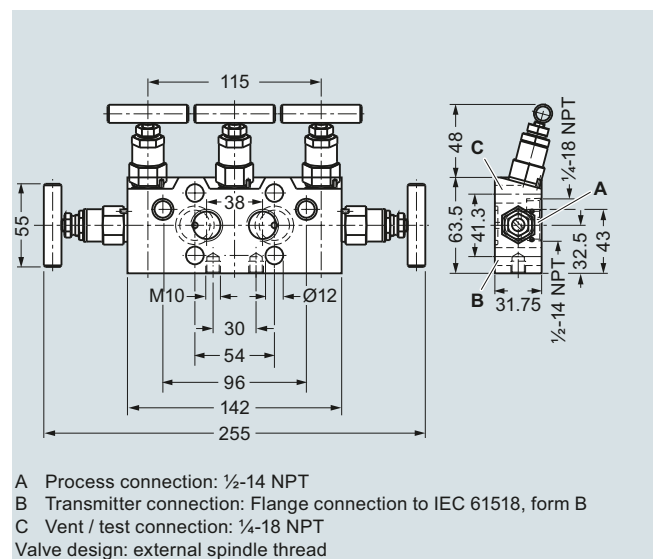 115
48
C
¼-18 NPT
A
55
38
63.5
41.3
32.5
43
M10
Ø12
B
31.75
½-14 NPT
30
54
96
142
255
A Process connection: ½-14 NPT
B Transmitter connection: Flange connection to IEC 61518, form B
C Vent / test connection: ¼-18 NPT
Valve design: external spindle thread